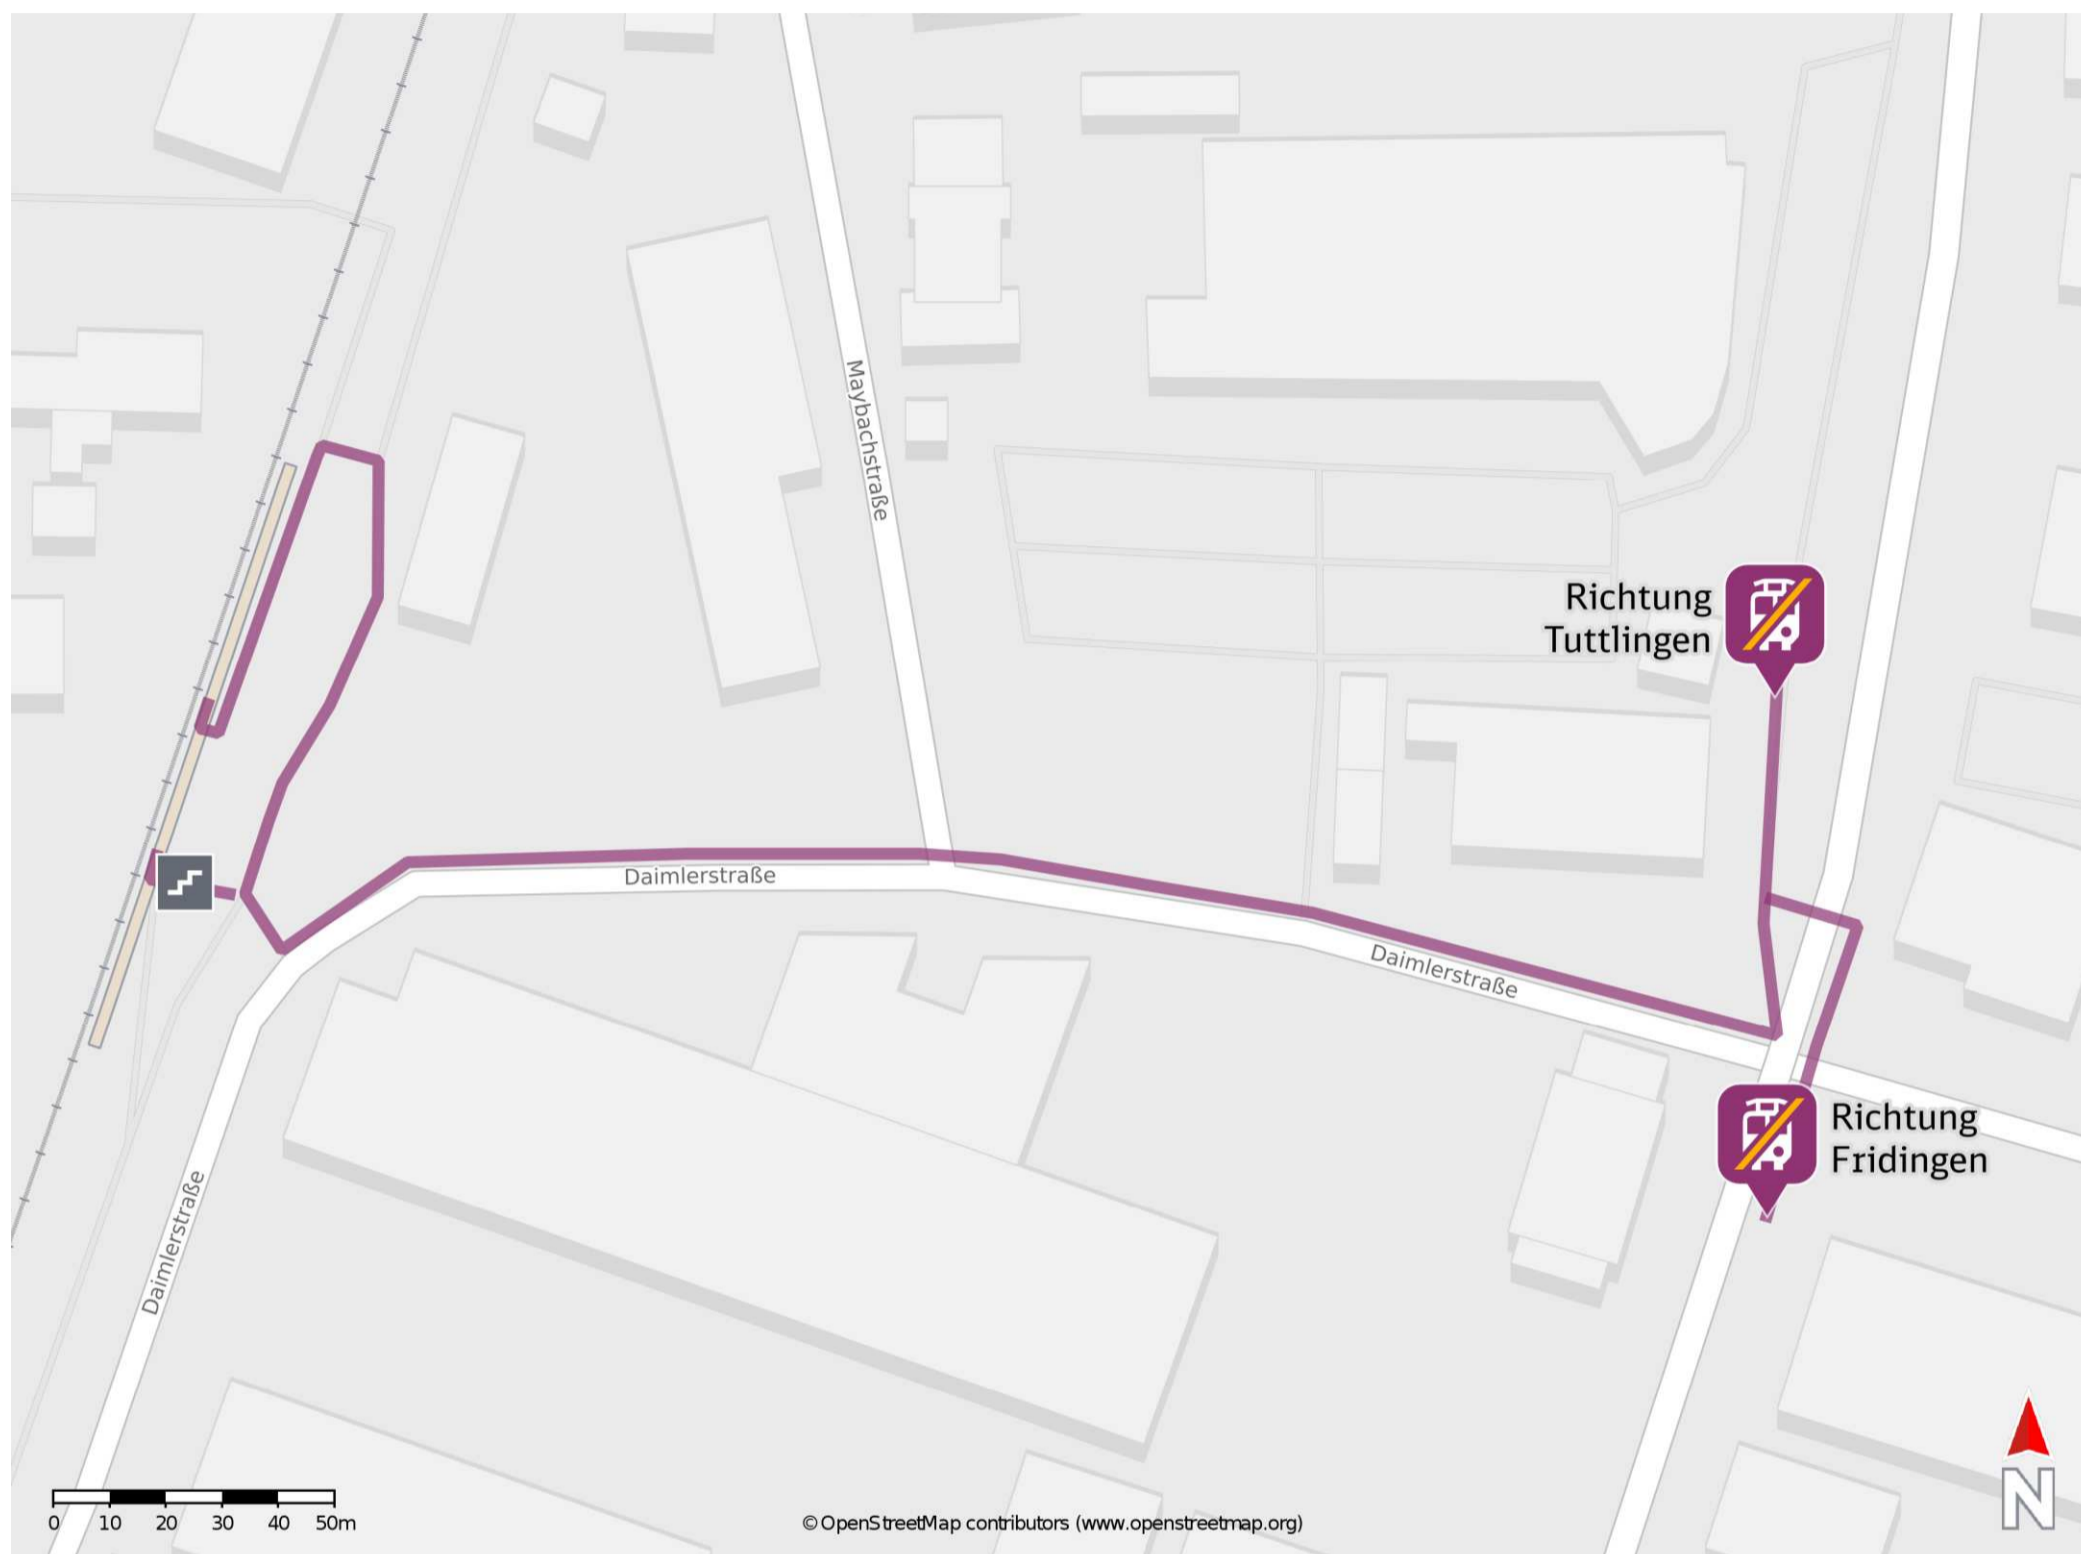 Maybachstraße
Richtung
Tuttlingen
Daimlerstraße
Daimlerstraße
Richtung
Fridingen
Daimlerstraße
0 10 20 30 40 50m
© OpenStreetMap contributors (www.openstreetmap.org)
N